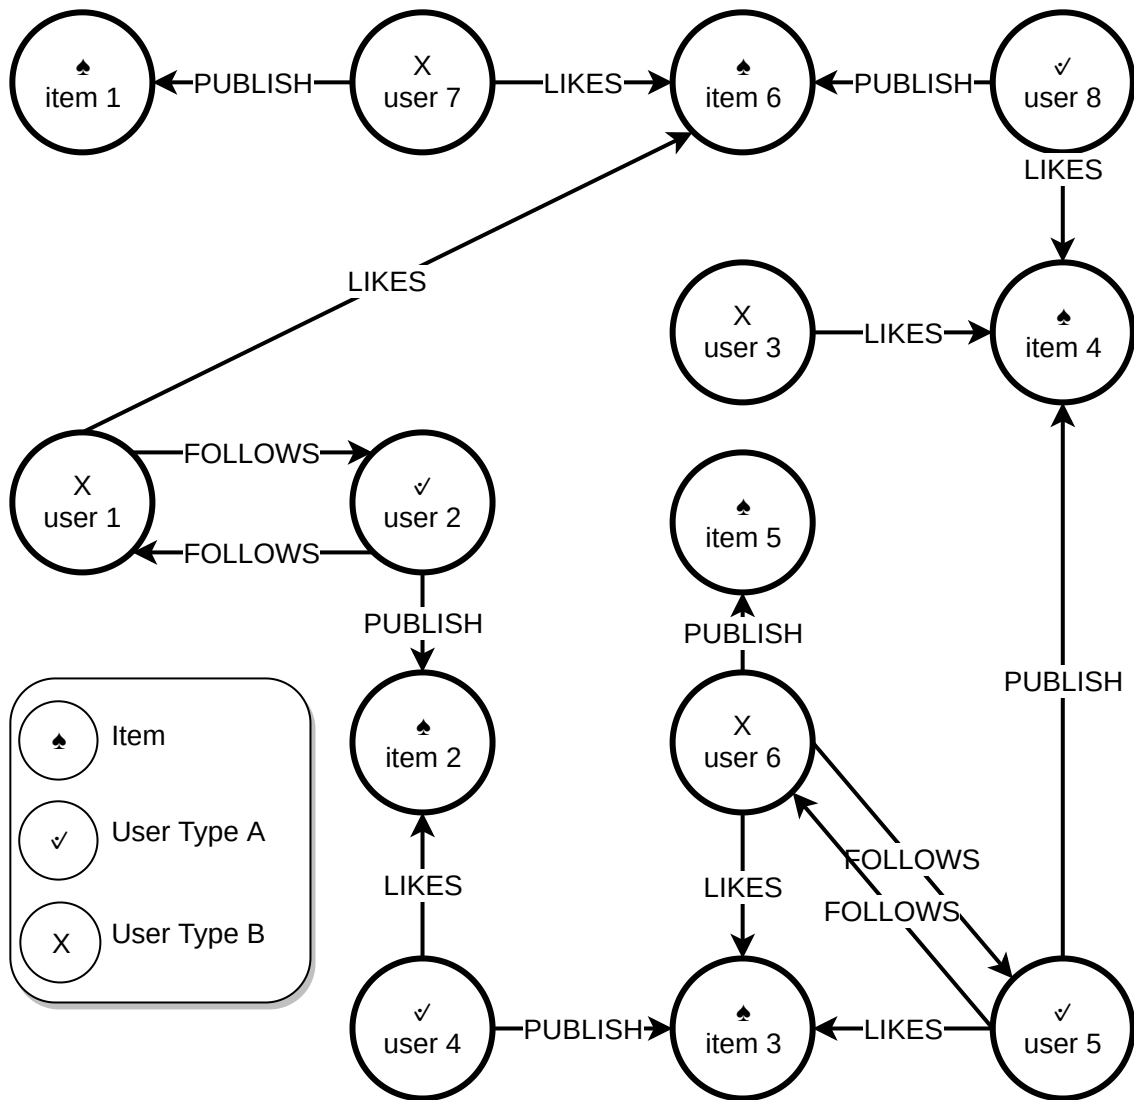 ♠
item 1
PUBLISH
X
user 7
LIKES
♠
item 6
PUBLISH
✓
user 8
LIKES
LIKES
X
user 3
LIKES
♠
item 4
X
user 1
FOLLOWS
FOLLOWS
✓
user 2
♠
item 5
PUBLISH
PUBLISH
PUBLISH
♠
item 2
X
user 6
♠
Item
✓
User Type A
X
User Type B
LIKES
LIKES
FOLLOWS
FOLLOWS
✓
user 4
PUBLISH
♠
item 3
LIKES
✓
user 5